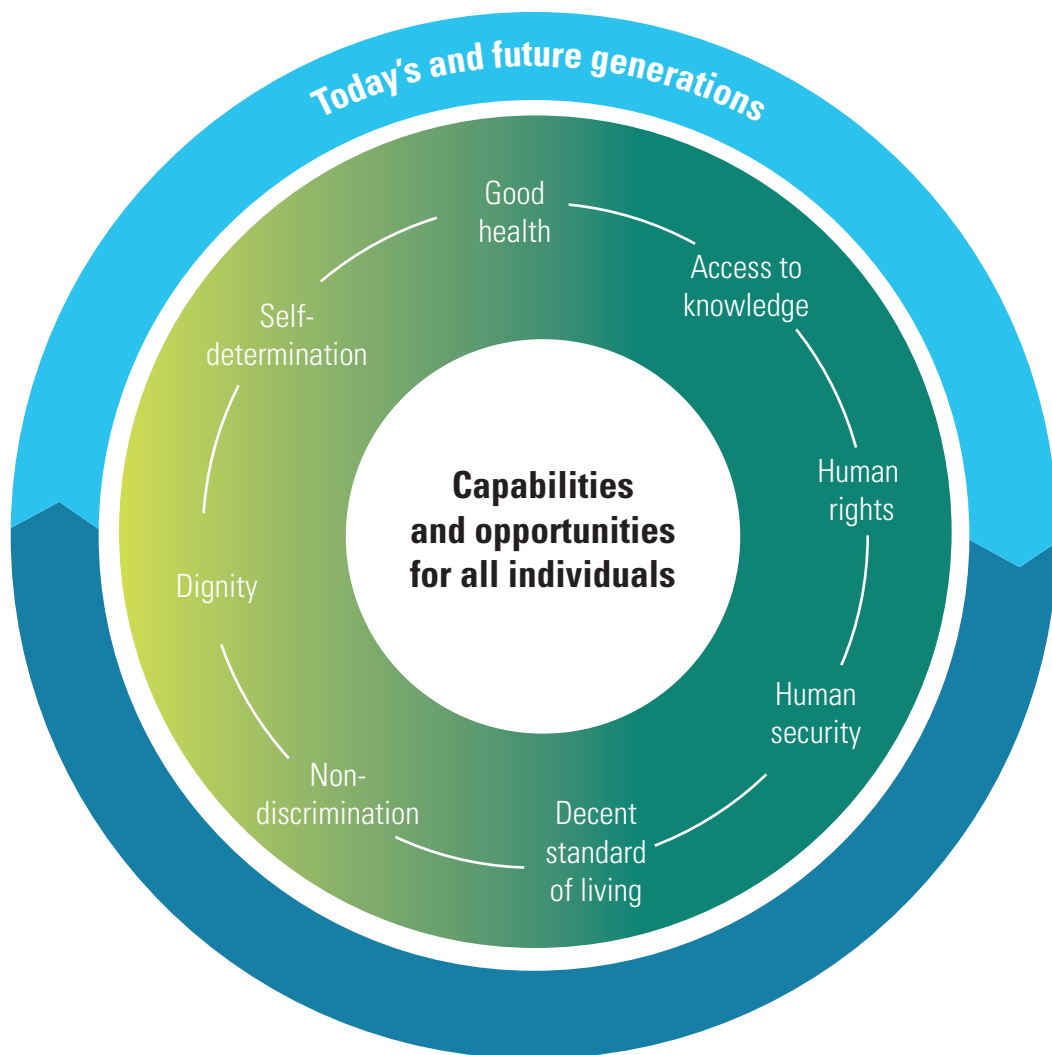 Today's and future generations
Good
health
Access to
knowledge
Human
rights
Human
security
Decent
standard
of living
Non-
discrimination
Dignity
Self-
determination
Capabilities
and opportunities
for all individuals